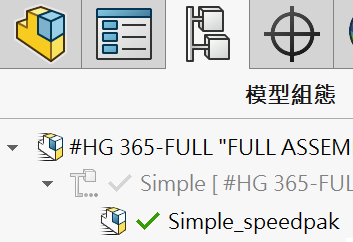 模型組態
#HG 365-FULL "FULL ASSEM
Simple [ #HG 365-FUL
Simple_speedpak